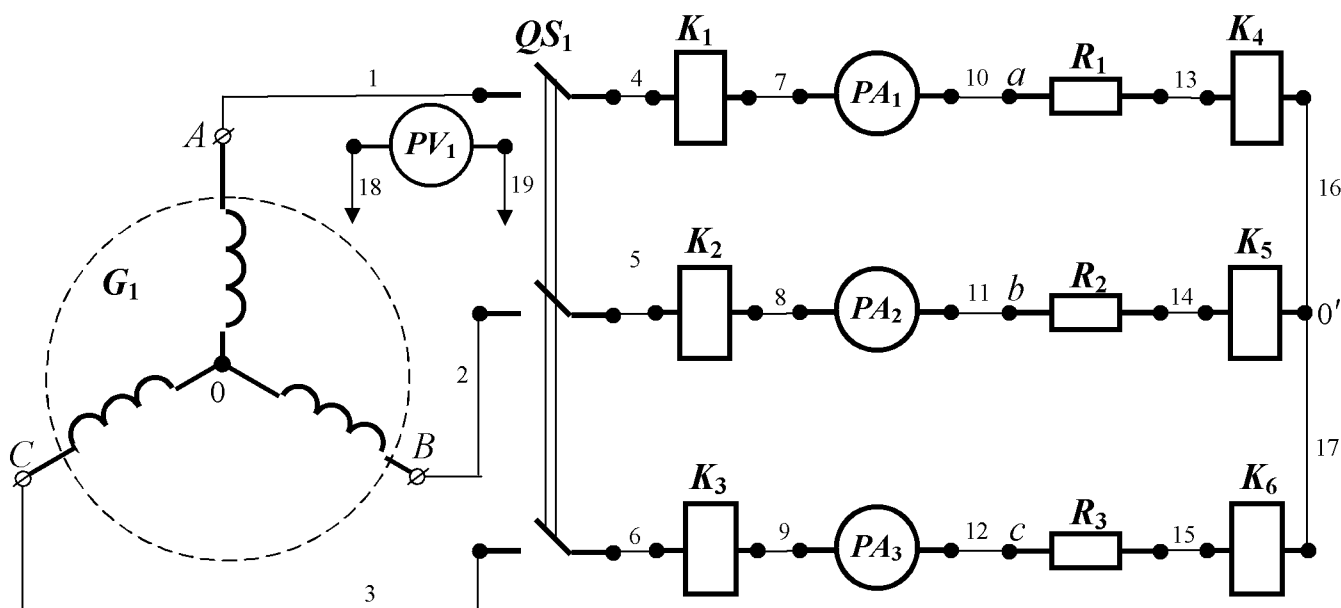 QS₁ K₁ K₄
1 4 7 PA₁ 10 a R₁ 13
A PV₁
18 19 16
G₁ 5 K₂ K₅
8 PA₂ 11 b R₂ 14 0'
2
0
C B 17
K₃ K₆
6 9 PA₃ 12 c R₃ 15
3